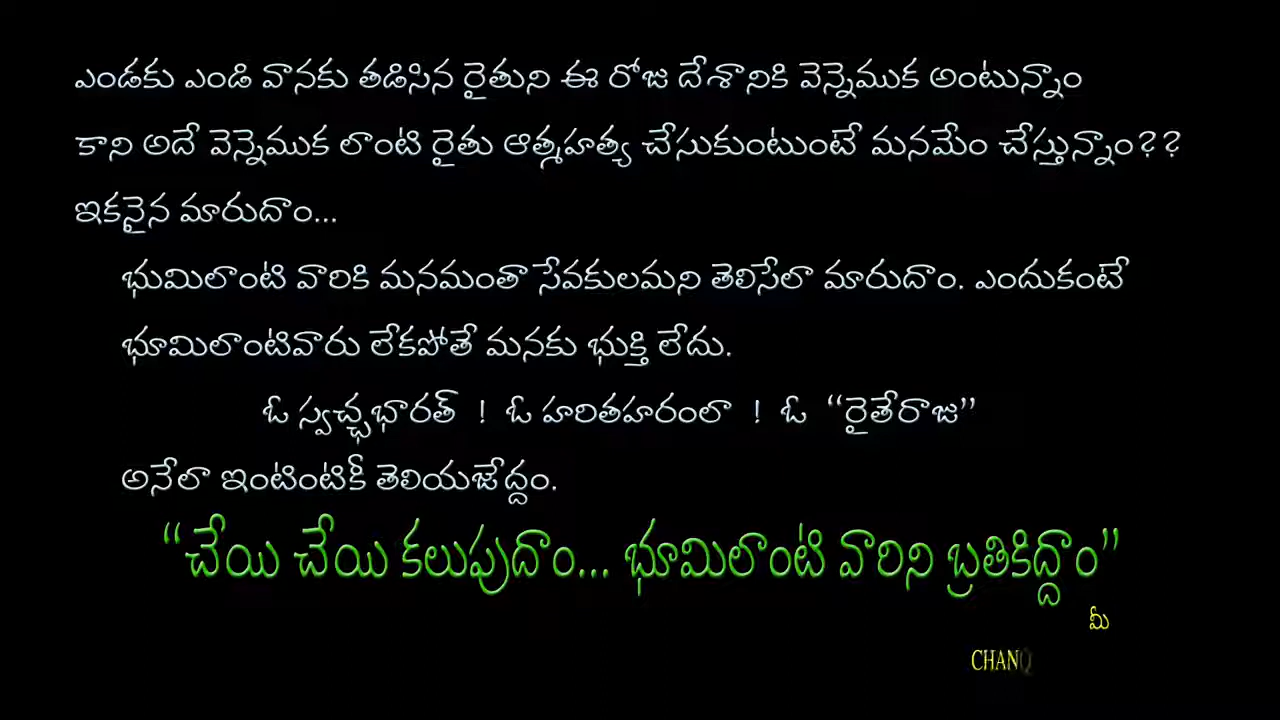 ఎండకు ఎండి వానకు తడిసిన రైతుని ఈ రోజు దేశానికి వెన్నెముక అంటున్నాం
కాని అదే వెన్నెముక లాంటి రైతు ఆత్మహత్య చేసుకుంటుంటే మనమేం చేస్తున్నాం??
ఇకనైన మారుదాం...
భుమిలాంటి వారికి మనమంతా సేవకులమని తెలిసేలా మారుదాం. ఎందుకంటే
భూమిలాంటివారు లేకపోతే మనకు భుక్తి లేదు.
ఓ స్వచ్ఛభారత్ ! ఓ హరితహరంలా ! ఓ “రైతేరాజు”
అనేలా ఇంటింటికీ తెలియజేద్దం.
“చేయి చేయి కలుపుదాం... భూమిలాంటి వారిని బ్రతికిద్దాం”
మీ